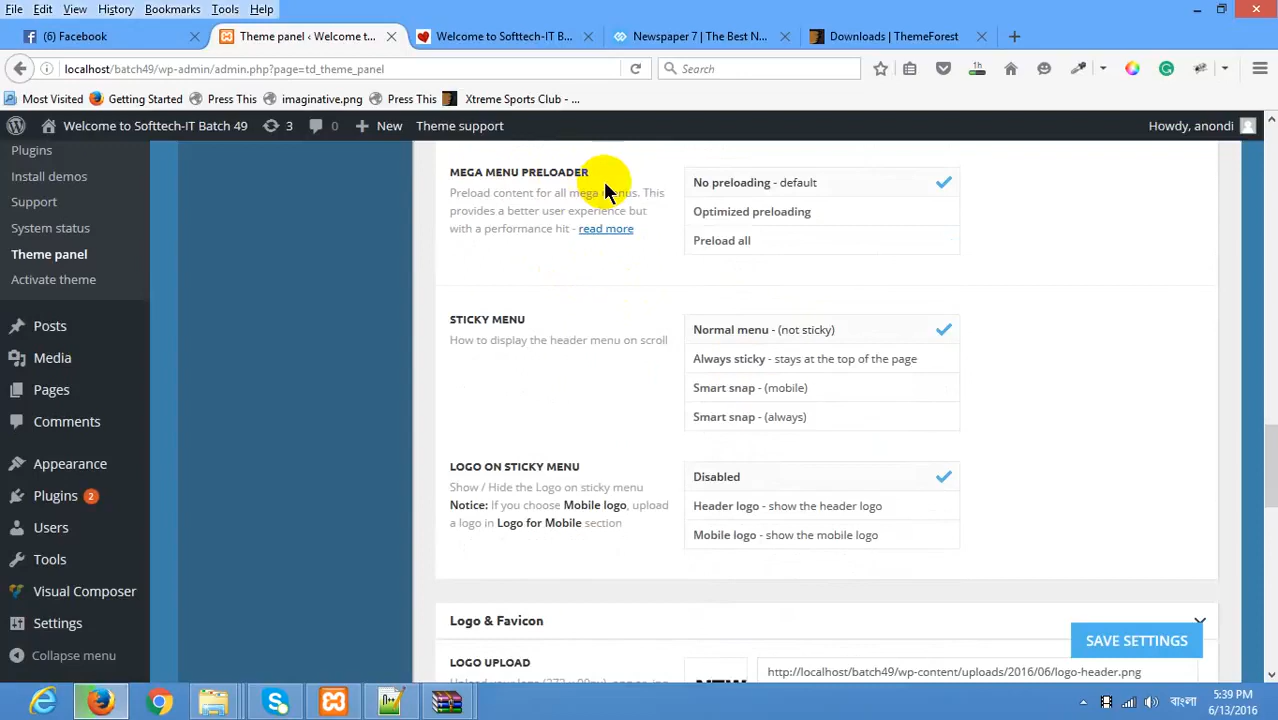 File Edit View History Bookmarks Tools Help
(6) Facebook
Theme panel ‹ Welcome t...
Welcome to Softtech-IT B...
Newspaper 7 | The Best N...
Downloads | ThemeForest
localhost/batch49/wp-admin/admin.php?page=td_theme_panel
Search
1h
Most Visited Getting Started Press This imaginative.png Press This Xtreme Sports Club - ...
Welcome to Softtech-IT Batch 49 3 0 New Theme support Howdy, anondi
Plugins
Install demos
Support
System status
Theme panel
Activate theme
Posts
Media
Pages
Comments
Appearance
Plugins 2
Users
Tools
Visual Composer
Settings
Collapse menu
MEGA MENU PRELOADER
Preload content for all mega menus. This
provides a better user experience but
with a performance hit - read more
No preloading - default
Optimized preloading
Preload all
STICKY MENU
How to display the header menu on scroll
Normal menu - (not sticky)
Always sticky - stays at the top of the page
Smart snap - (mobile)
Smart snap - (always)
LOGO ON STICKY MENU
Show / Hide the Logo on sticky menu
Notice: If you choose Mobile logo, upload
a logo in Logo for Mobile section
Disabled
Header logo - show the header logo
Mobile logo - show the mobile logo
Logo & Favicon
SAVE SETTINGS
LOGO UPLOAD
http://localhost/batch49/wp-content/uploads/2016/06/logo-header.png
বাংলা
5:39 PM
6/13/2016